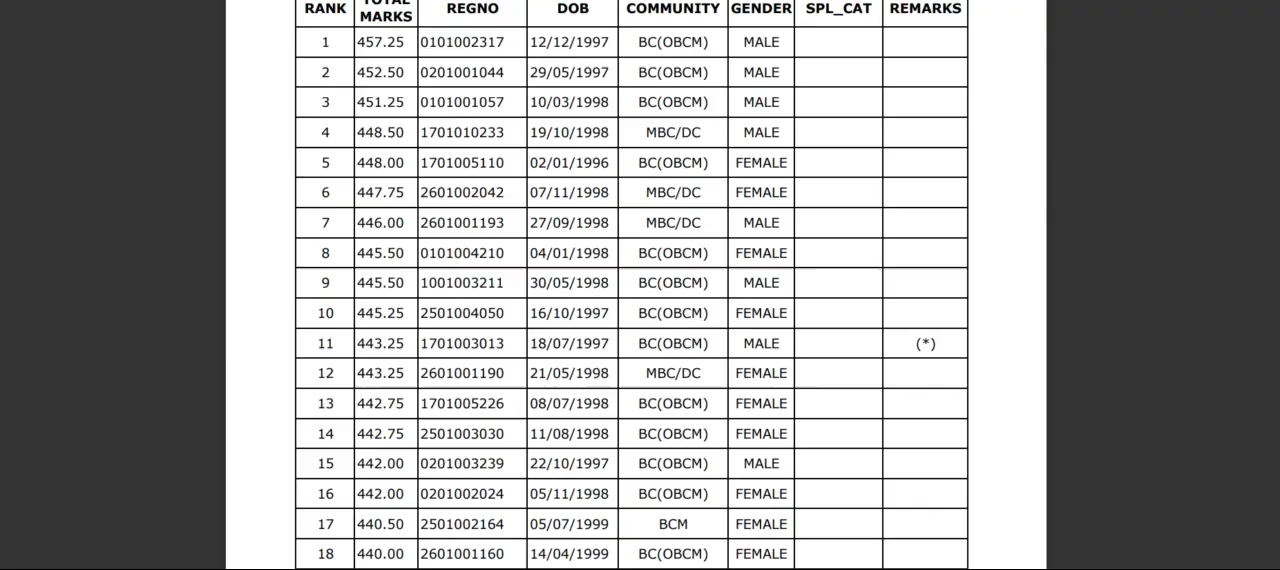 RANK TOTAL MARKS REGNO DOB COMMUNITY GENDER SPL_CAT REMARKS
1 457.25 0101002317 12/12/1997 BC(OBCM) MALE
2 452.50 0201001044 29/05/1997 BC(OBCM) MALE
3 451.25 0101001057 10/03/1998 BC(OBCM) MALE
4 448.50 1701010233 19/10/1998 MBC/DC MALE
5 448.00 1701005110 02/01/1996 BC(OBCM) FEMALE
6 447.75 2601002042 07/11/1998 MBC/DC FEMALE
7 446.00 2601001193 27/09/1998 MBC/DC MALE
8 445.50 0101004210 04/01/1998 BC(OBCM) FEMALE
9 445.50 1001003211 30/05/1998 BC(OBCM) MALE
10 445.25 2501004050 16/10/1997 BC(OBCM) FEMALE
11 443.25 1701003013 18/07/1997 BC(OBCM) MALE (*)
12 443.25 2601001190 21/05/1998 MBC/DC FEMALE
13 442.75 1701005226 08/07/1998 BC(OBCM) FEMALE
14 442.75 2501003030 11/08/1998 BC(OBCM) FEMALE
15 442.00 0201003239 22/10/1997 BC(OBCM) MALE
16 442.00 0201002024 05/11/1998 BC(OBCM) FEMALE
17 440.50 2501002164 05/07/1999 BCM FEMALE
18 440.00 2601001160 14/04/1999 BC(OBCM) FEMALE